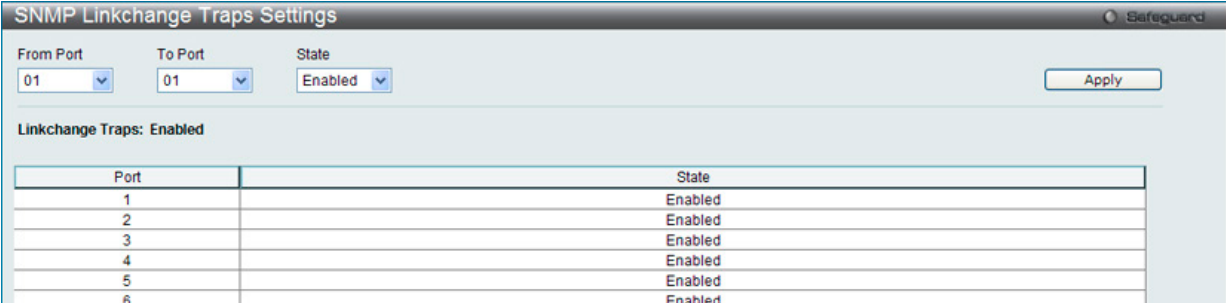 SNMP Linkchange Traps Settings
Safeguard
From Port To Port State
01 01 Enabled Apply
Linkchange Traps: Enabled
Port State
1 Enabled
2 Enabled
3 Enabled
4 Enabled
5 Enabled
6 Enabled